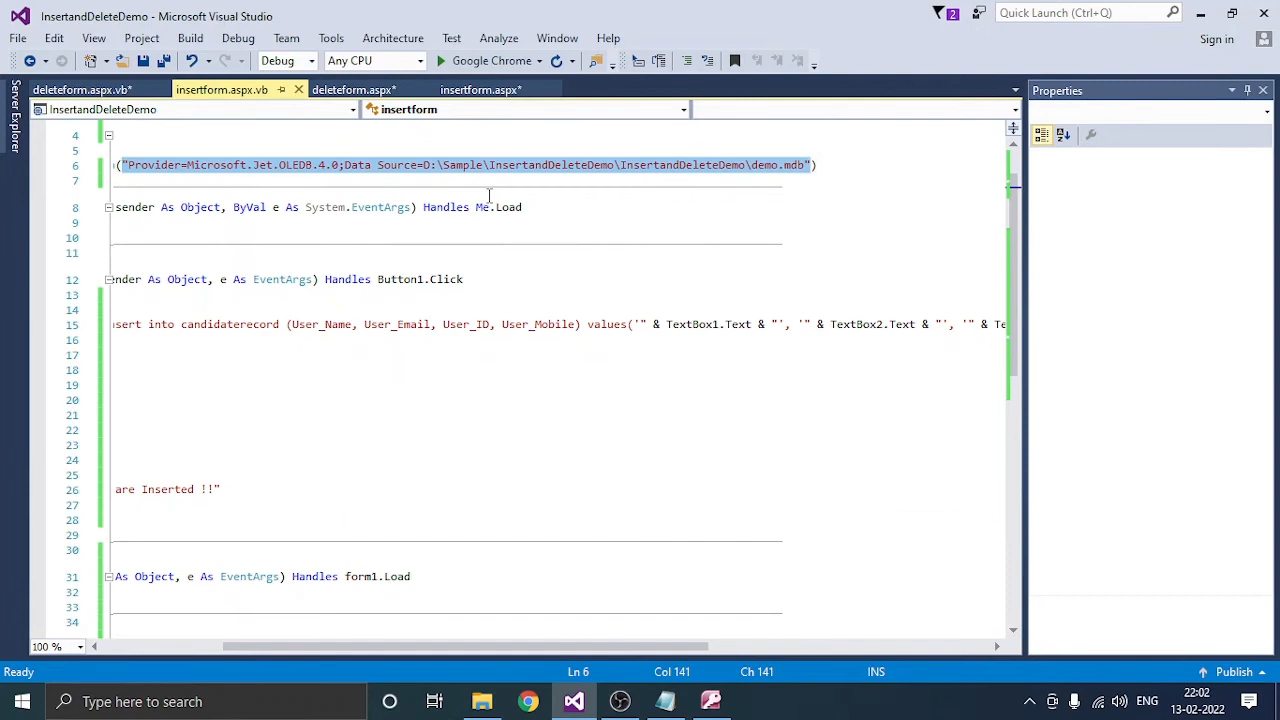 InsertandDeleteDemo - Microsoft Visual Studio
2
Quick Launch (Ctrl+Q)
File Edit View Project Build Debug Team Tools Architecture Test Analyze Window Help
Sign in
Debug
Any CPU
Google Chrome
Server Explorer
deleteform.aspx.vb*
insertform.aspx.vb
deleteform.aspx*
insertform.aspx*
Properties
InsertandDeleteDemo
insertform
4
5
6 ("Provider=Microsoft.Jet.OLEDB.4.0;Data Source=D:\Sample\InsertandDeleteDemo\InsertandDeleteDemo\demo.mdb")
7
8 sender As Object, ByVal e As System.EventArgs) Handles Me.Load
9
10
11
12 ender As Object, e As EventArgs) Handles Button1.Click
13
14
15 nsert into candidaterecord (User_Name, User_Email, User_ID, User_Mobile) values('" & TextBox1.Text & "', '" & TextBox2.Text & "', '" & Te
16
17
18
19
20
21
22
23
24
25
26 are Inserted !!"
27
28
29
30
31 As Object, e As EventArgs) Handles form1.Load
32
33
34
100 %
Ready
Ln 6
Col 141
Ch 141
INS
Publish
Type here to search
ENG
22:02
13-02-2022